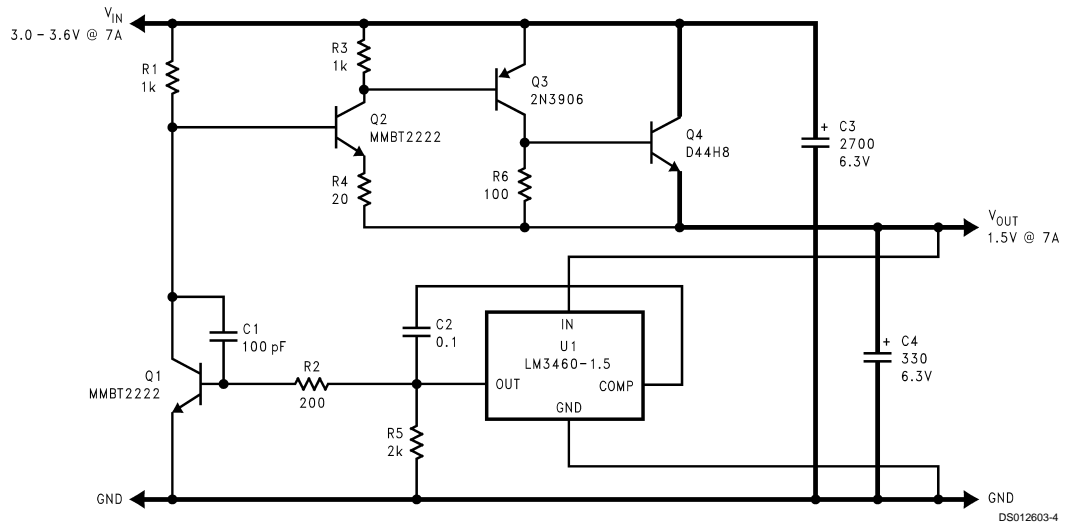 VIN
3.0 – 3.6V @ 7A
R1
1k
R3
1k
Q2
MMBT2222
R4
20
Q3
2N3906
R6
100
Q4
D44H8
+ C3
2700
6.3V
VOUT
1.5V @ 7A
C1
100 pF
Q1
MMBT2222
R2
200
C2
0.1
R5
2k
IN
U1
LM3460-1.5
OUT
COMP
GND
+ C4
330
6.3V
GND
GND
DS012603-4